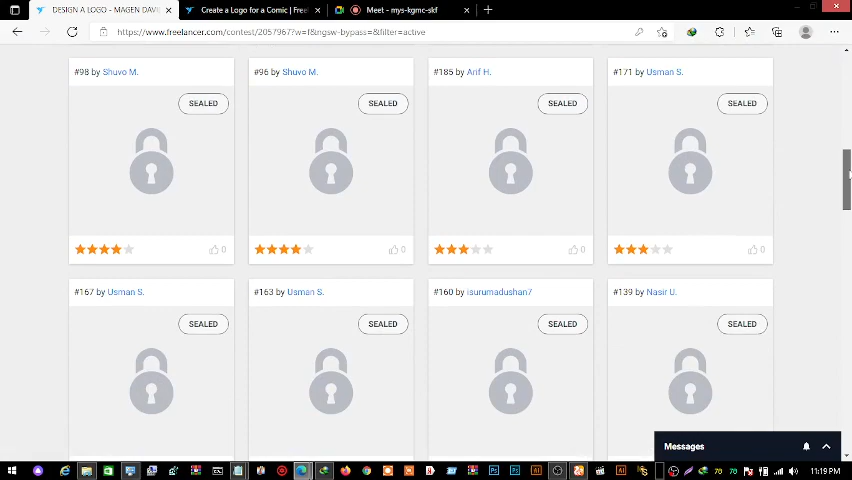 DESIGN A LOGO - MAGEN DAVI
Create a Logo for a Comic | Free
Meet - mys-kgmc-skf
https://www.freelancer.com/contest/2057967?w=f&ngsw-bypass=&filter=active
#98 by Shuvo M.
#96 by Shuvo M.
#185 by Arif H.
#171 by Usman S.
SEALED
SEALED
SEALED
SEALED
0
0
0
0
#167 by Usman S.
#163 by Usman S.
#160 by isurumadushan7
#139 by Nasir U.
SEALED
SEALED
SEALED
SEALED
Messages
70 70 11:19 PM